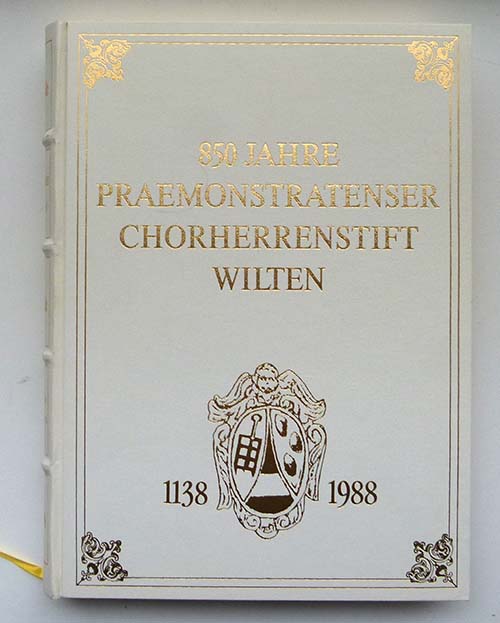 850 JAHRE
PRAEMONSTRATENSER
CHORHERRENSTIFT
WILTEN
1138 1988